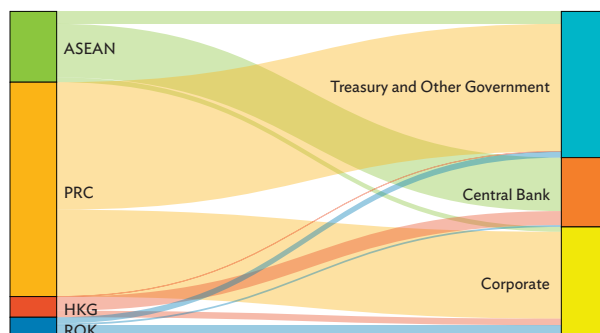 ASEAN
Treasury and Other Government
PRC
Central Bank
Corporate
HKG
ROK